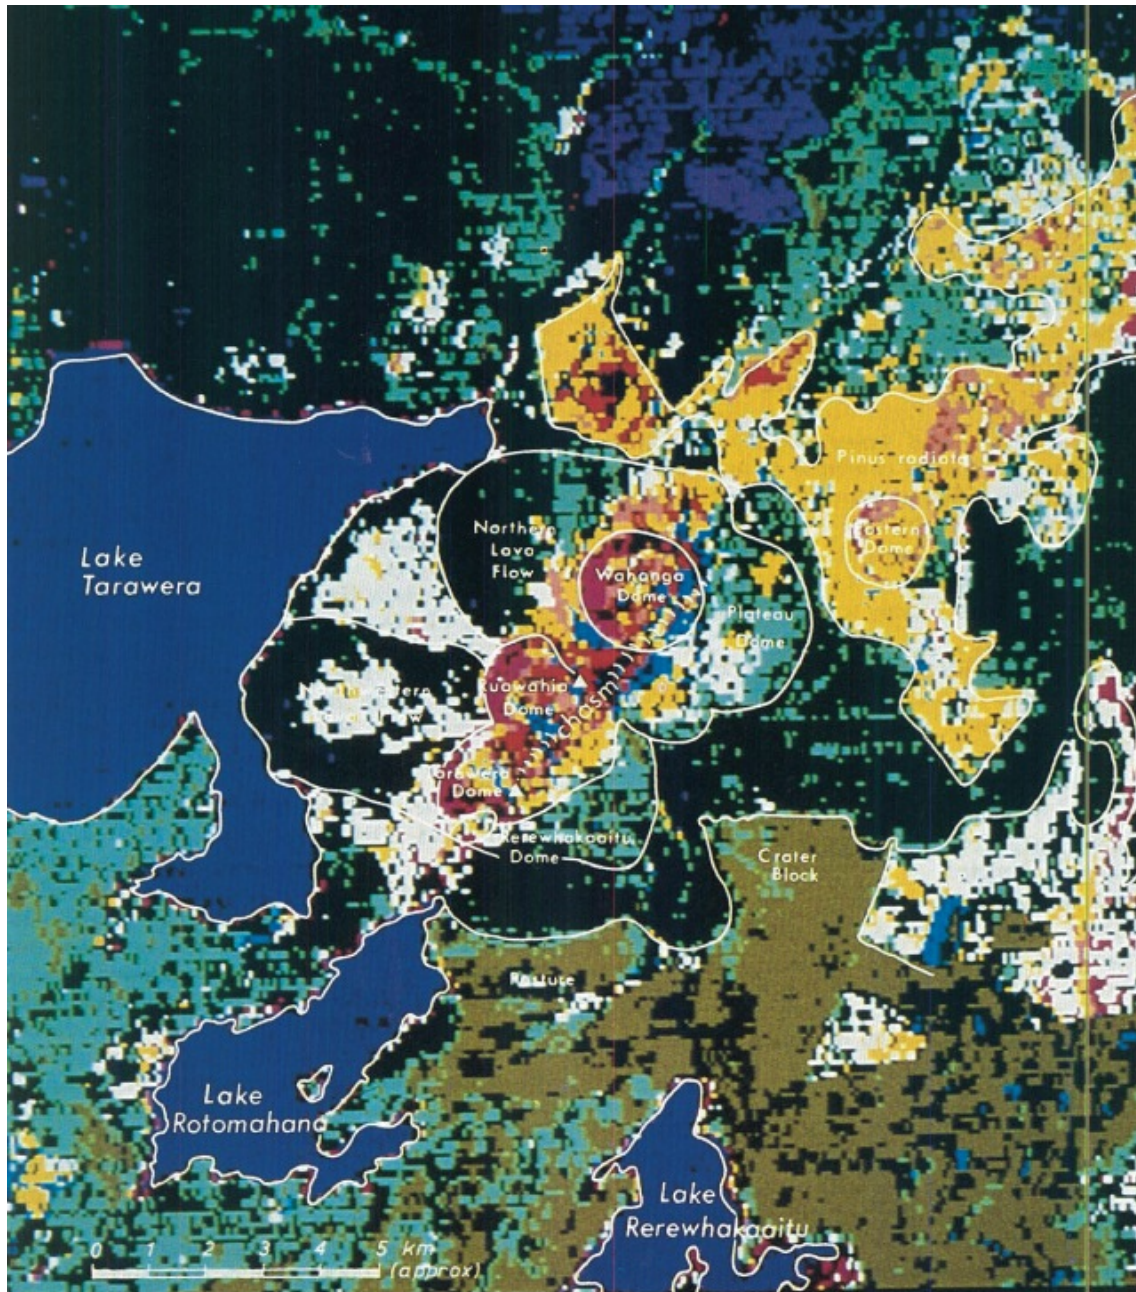 Pinus radiata
Northern
Lava
Flow
Eastern
Dome
Lake
Tarawera
Wahanga
Dome
Plateau
Dome
Ruawahia
Dome
chasm
Tarawera
Dome
Rerewhakaaitu
Dome
Crater
Block
Pasture
Lake
Rotomahana
Lake
Rerewhakaaitu
0 1 2 3 4 5 km
(approx)